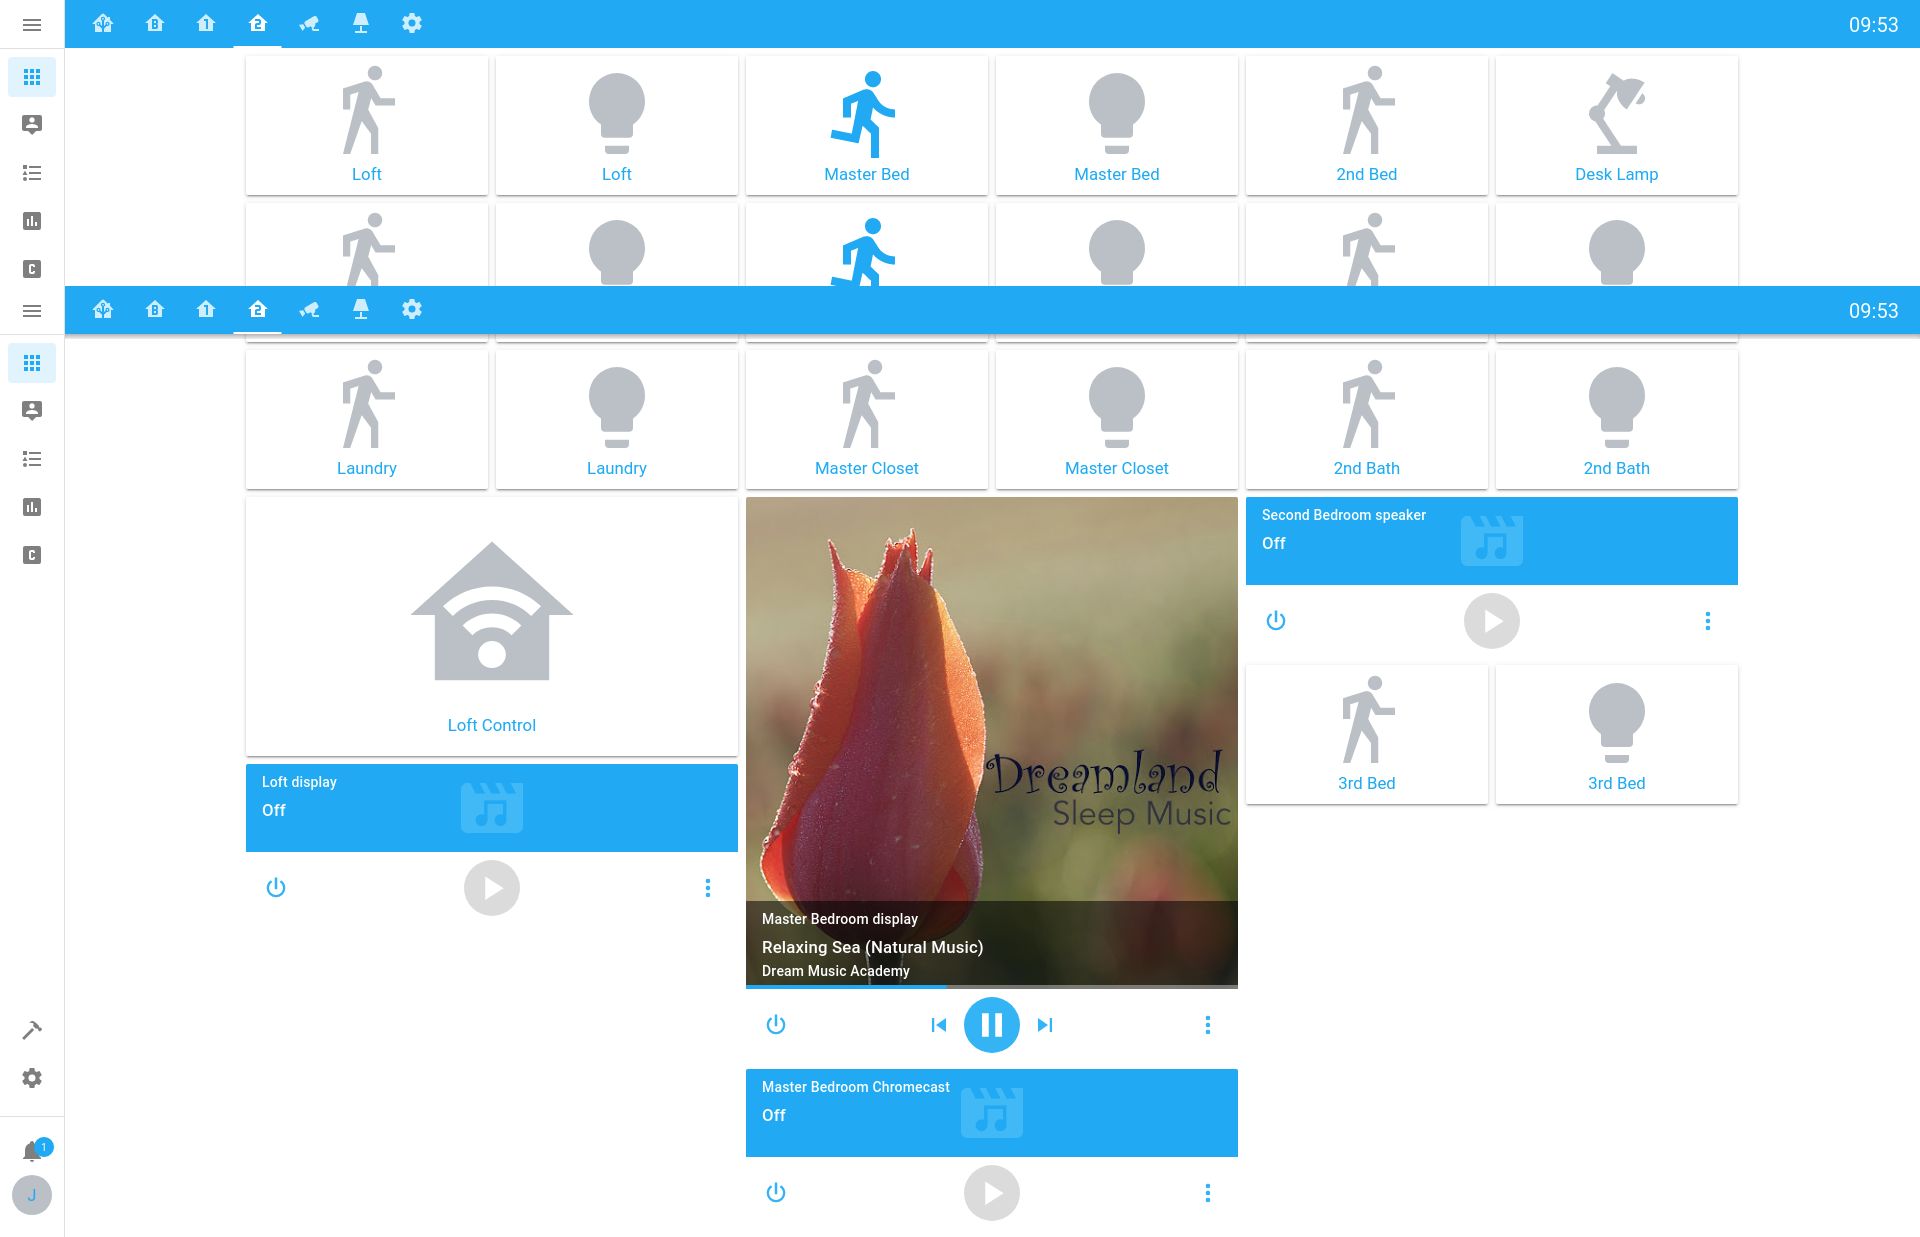 09:53
Loft
Loft
Master Bed
Master Bed
2nd Bed
Desk Lamp
09:53
Laundry
Laundry
Master Closet
Master Closet
2nd Bath
2nd Bath
Loft Control
Loft display
Off
Dreamland
Sleep Music
Master Bedroom display
Relaxing Sea (Natural Music)
Dream Music Academy
Master Bedroom Chromecast
Off
Second Bedroom speaker
Off
3rd Bed
3rd Bed
1
J